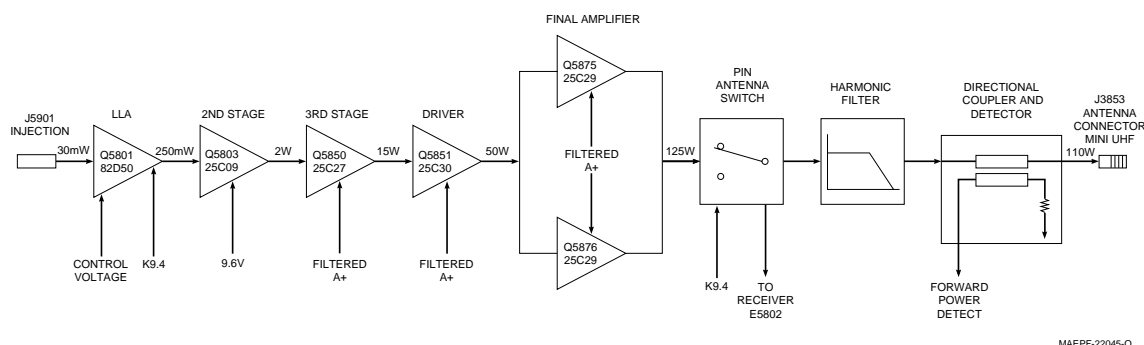 FINAL AMPLIFIER
J5901
INJECTION
LLA
2ND STAGE
3RD STAGE
DRIVER
PIN
ANTENNA
SWITCH
HARMONIC
FILTER
DIRECTIONAL
COUPLER AND
DETECTOR
J3853
ANTENNA
CONNECTOR
MINI UHF
Q5875
25C29
30mW
Q5801
82D50
250mW
Q5803
25C09
2W
Q5850
25C27
15W
Q5851
25C30
50W
FILTERED
A+
125W
110W
Q5876
25C29
CONTROL
VOLTAGE
K9.4
9.6V
FILTERED
A+
FILTERED
A+
K9.4
TO
RECEIVER
E5802
FORWARD
POWER
DETECT
MAEPF-22045-O